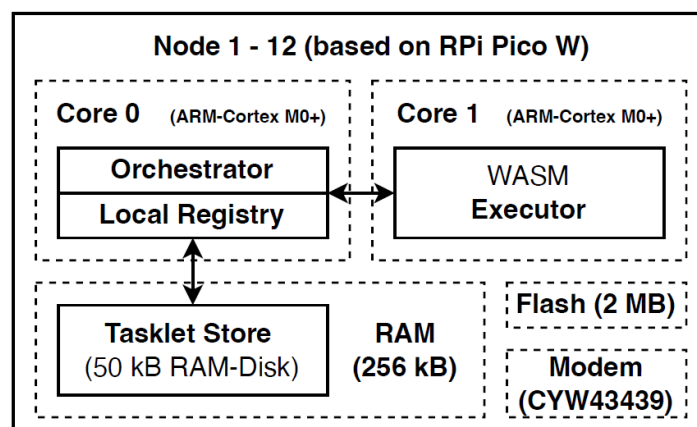 Node 1 - 12 (based on RPi Pico W)
Core 0 (ARM-Cortex M0+)
Orchestrator
Local Registry
Core 1 (ARM-Cortex M0+)
WASM
Executor
Tasklet Store
(50 kB RAM-Disk)
RAM
(256 kB)
Flash (2 MB)
Modem
(CYW43439)